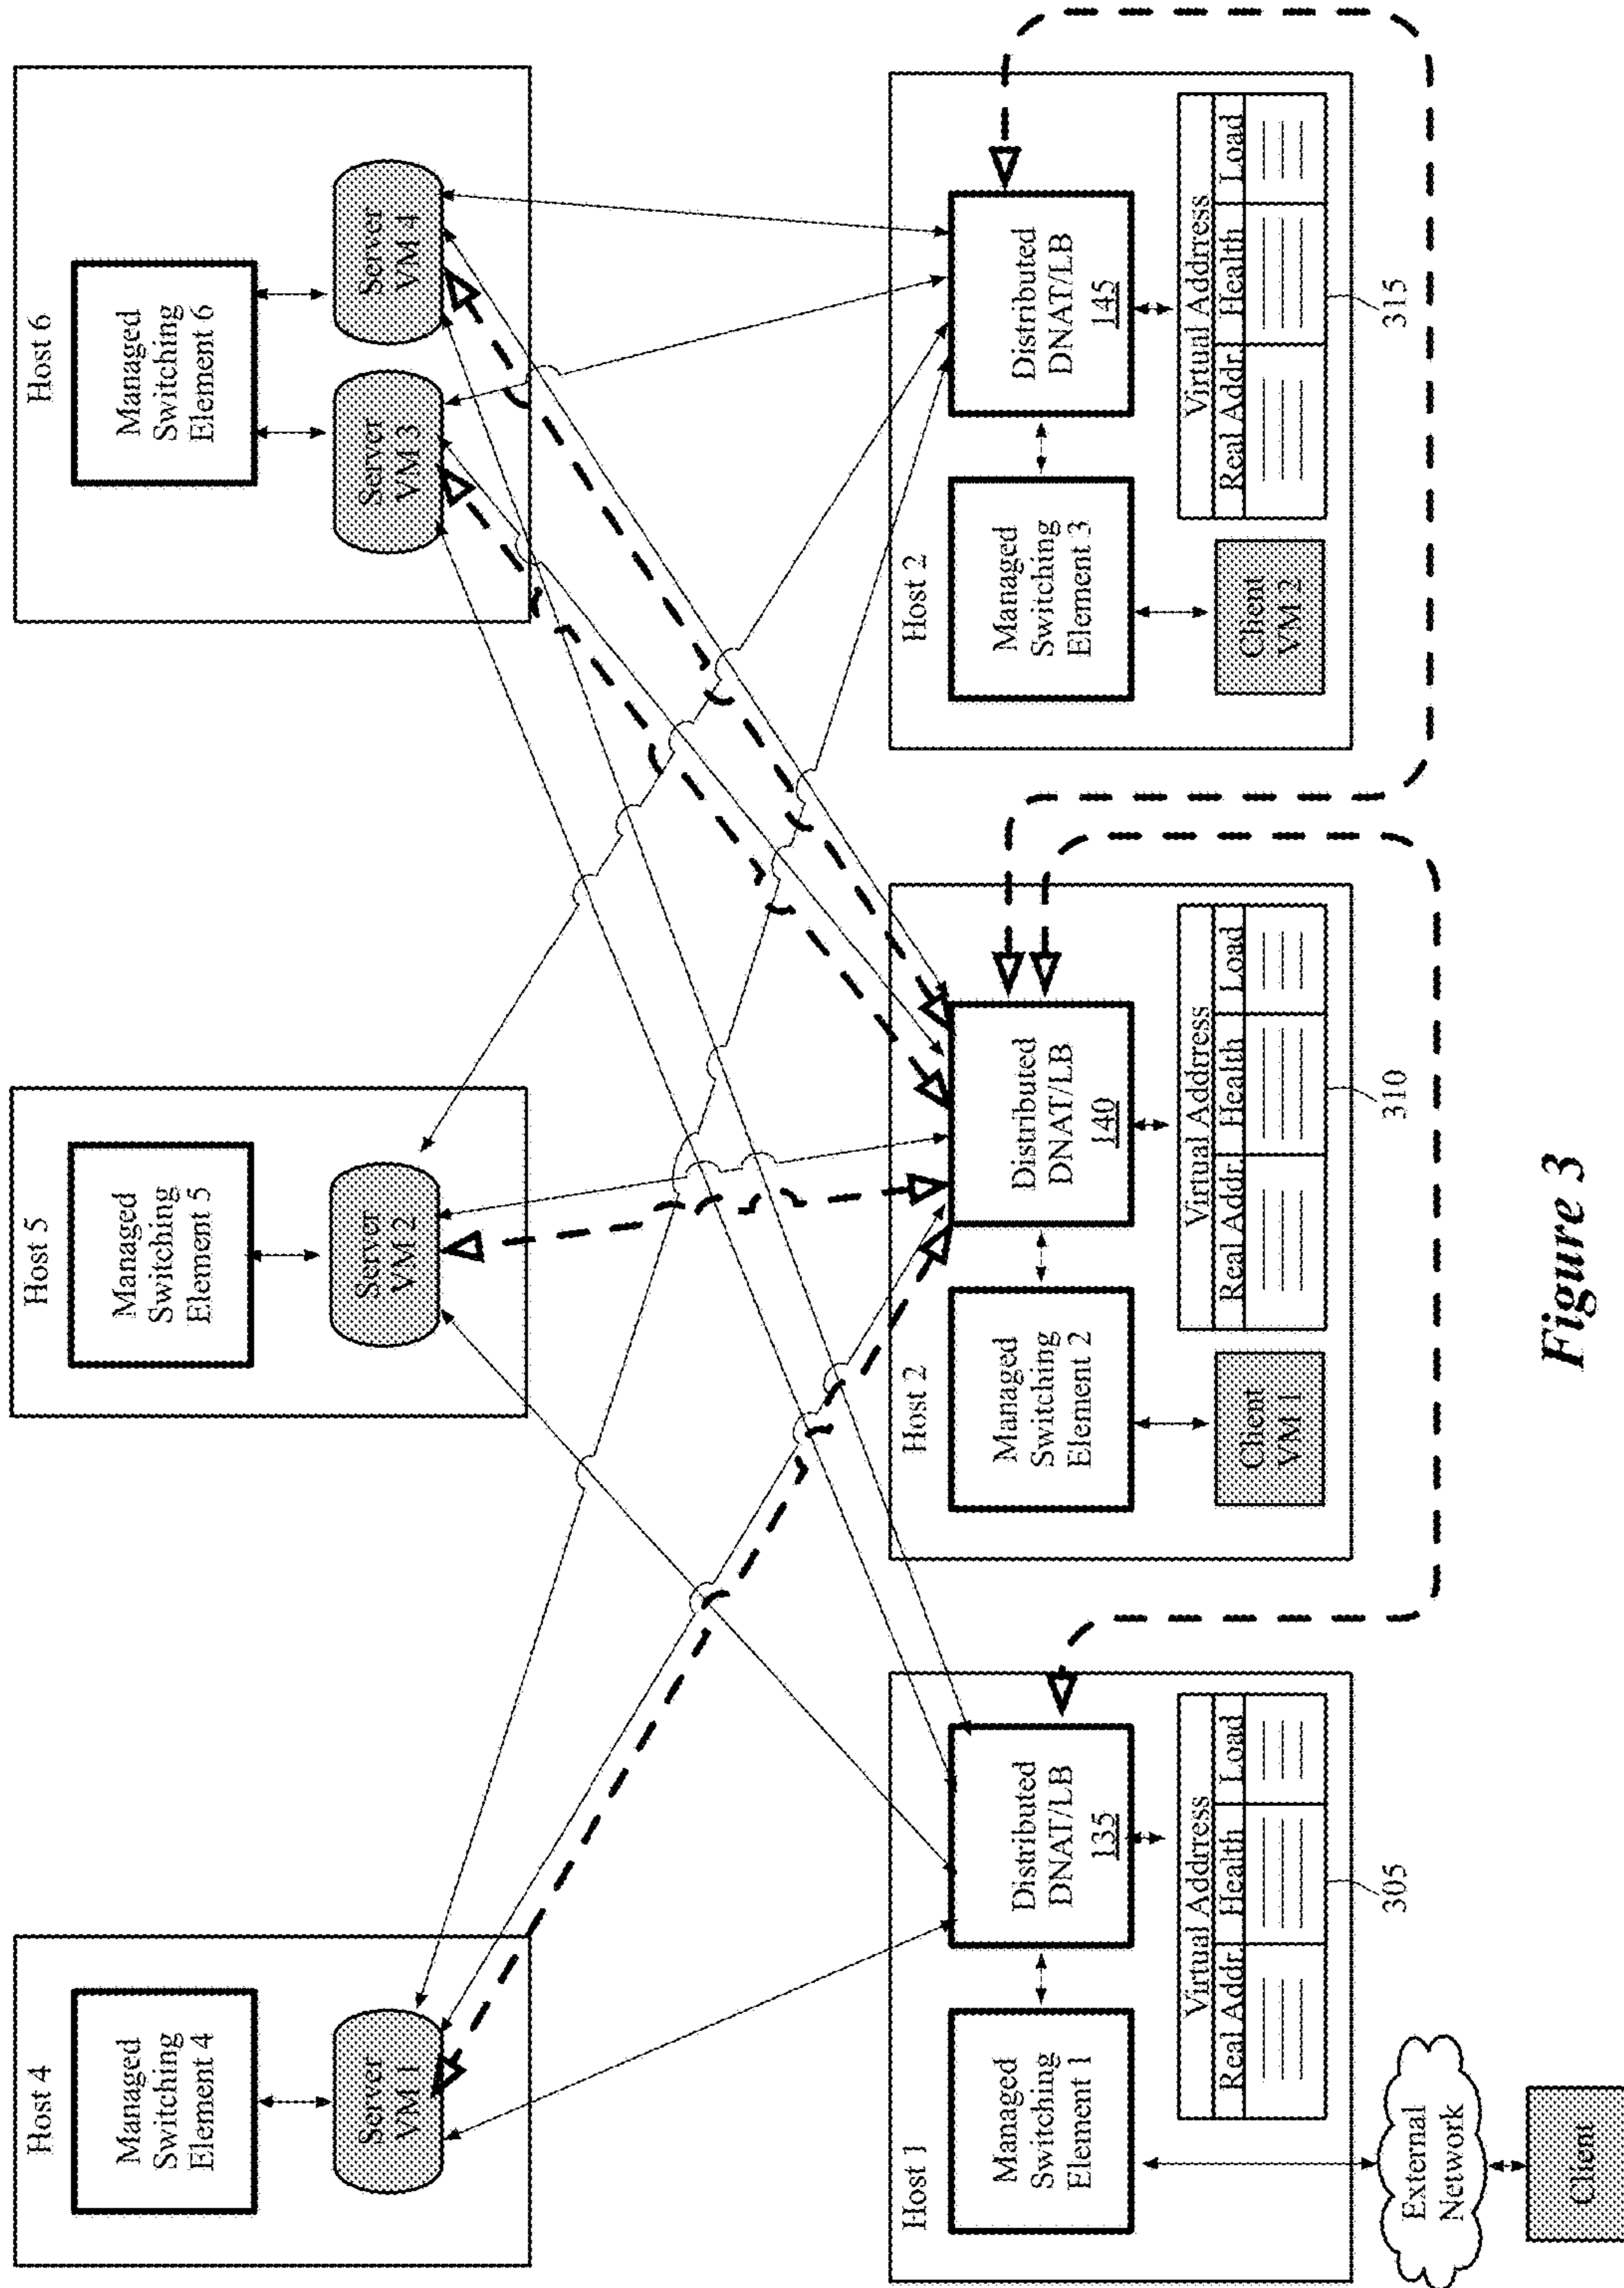 Host 4
Managed
Switching
Element 4
Server
VM 1
Host 5
Managed
Switching
Element 5
Server
VM 2
Host 6
Managed
Switching
Element 6
Server
VM 3
Server
VM 4
Host 1
Managed
Switching
Element 1
Distributed
DNAT/LB
135
Virtual Address
Real Addr. Health Load
305
External
Network
Client
Host 2
Managed
Switching
Element 2
Distributed
DNAT/LB
140
Client
VM 1
Virtual Address
Real Addr. Health Load
310
Host 2
Managed
Switching
Element 3
Distributed
DNAT/LB
145
Client
VM 2
Virtual Address
Real Addr. Health Load
315
Figure 3